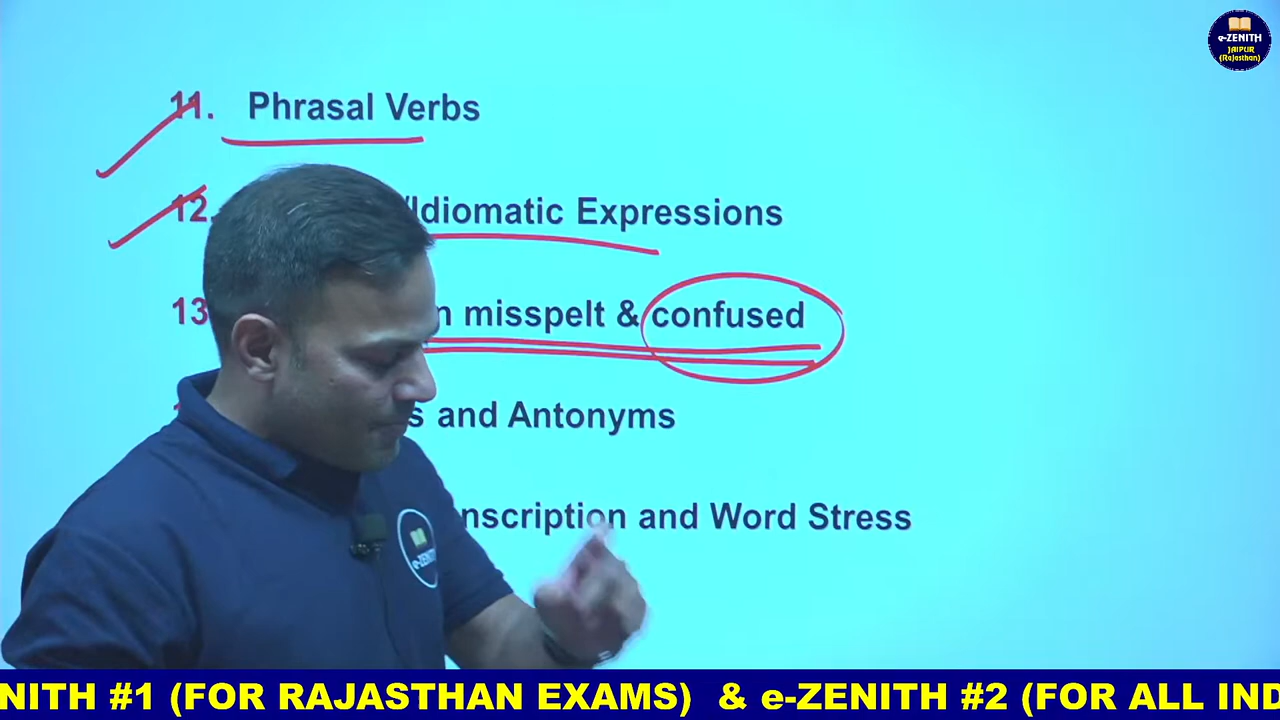 e-ZENITH
JAIPUR
(Rajasthan)
11. Phrasal Verbs
12. /Idiomatic Expressions
13 misspelt & confused
and Antonyms
and Word Stress
e-ZENITH
NITH #1 (FOR RAJASTHAN EXAMS) & e-ZENITH #2 (FOR ALL IND